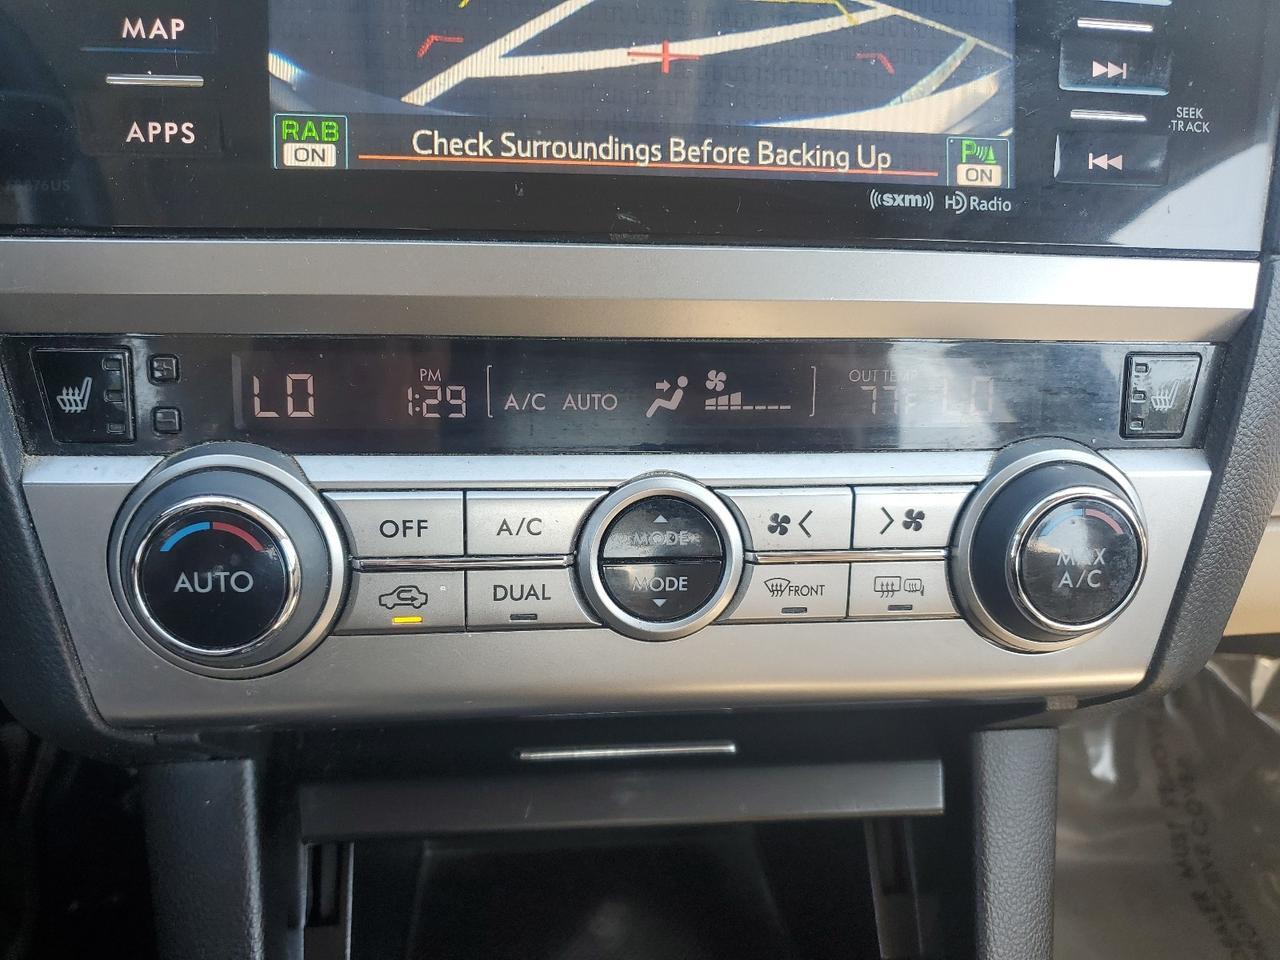 MAP
APPS
RAB
ON
Check Surroundings Before Backing Up
P
ON
SEEK
TRACK
(((sxm))) HD Radio
LO
PM
1:29
A/C AUTO
OUT TEMP
77°F
LO
AUTO
OFF
A/C
DUAL
MODE
MODE
FRONT
MAX
A/C